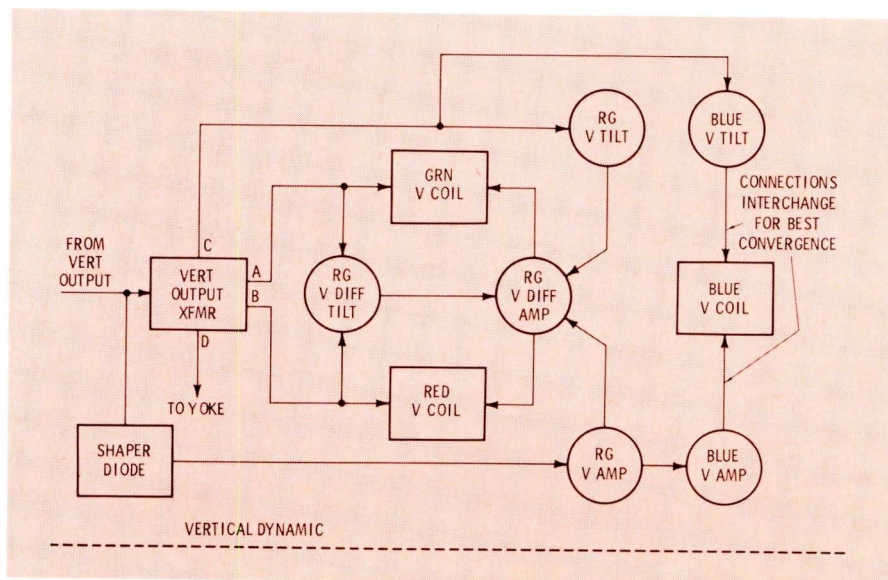 RG
V TILT
BLUE
V TILT
GRN
V COIL
CONNECTIONS
INTERCHANGE
FOR BEST
CONVERGENCE
FROM
VERT
OUTPUT
C
VERT
OUTPUT
XFMR
A
B
D
RG
V DIFF
TILT
RG
V DIFF
AMP
BLUE
V COIL
TO YOKE
RED
V COIL
SHAPER
DIODE
RG
V AMP
BLUE
V AMP
VERTICAL DYNAMIC